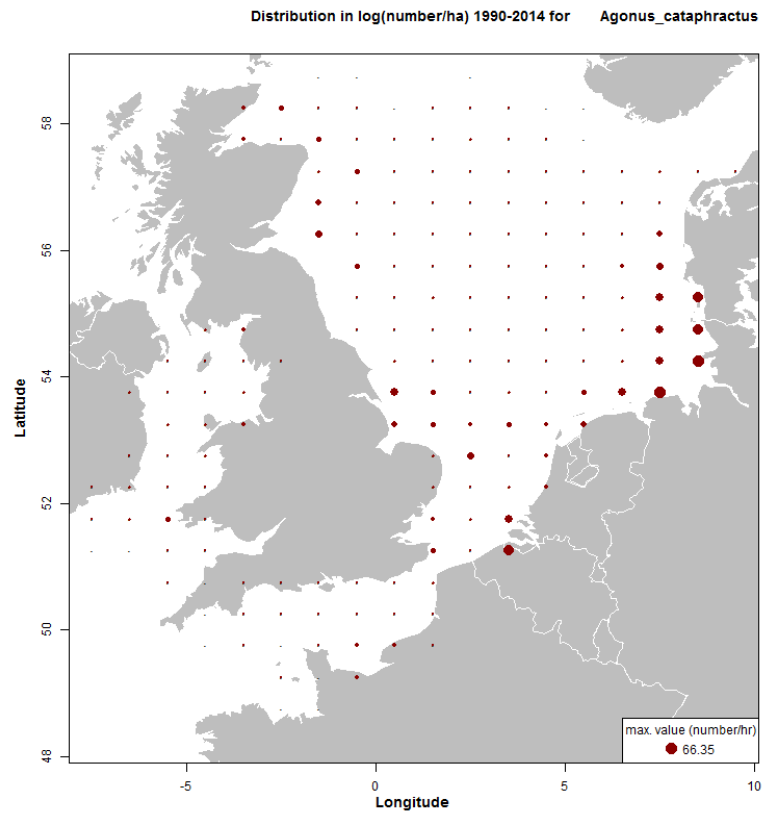 Distribution in log(number/ha) 1990-2014 for Agonus_cataphractus
58
56
54
52
50
48
Latitude
-5 0 5 10
Longitude
max. value (number/hr)
66.35